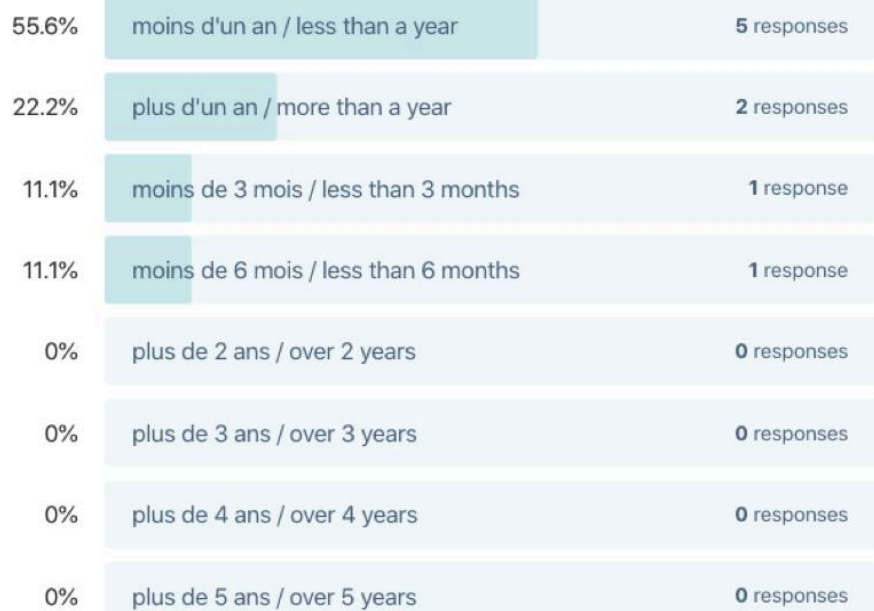 55.6% moins d'un an / less than a year 5 responses
22.2% plus d'un an / more than a year 2 responses
11.1% moins de 3 mois / less than 3 months 1 response
11.1% moins de 6 mois / less than 6 months 1 response
0% plus de 2 ans / over 2 years 0 responses
0% plus de 3 ans / over 3 years 0 responses
0% plus de 4 ans / over 4 years 0 responses
0% plus de 5 ans / over 5 years 0 responses